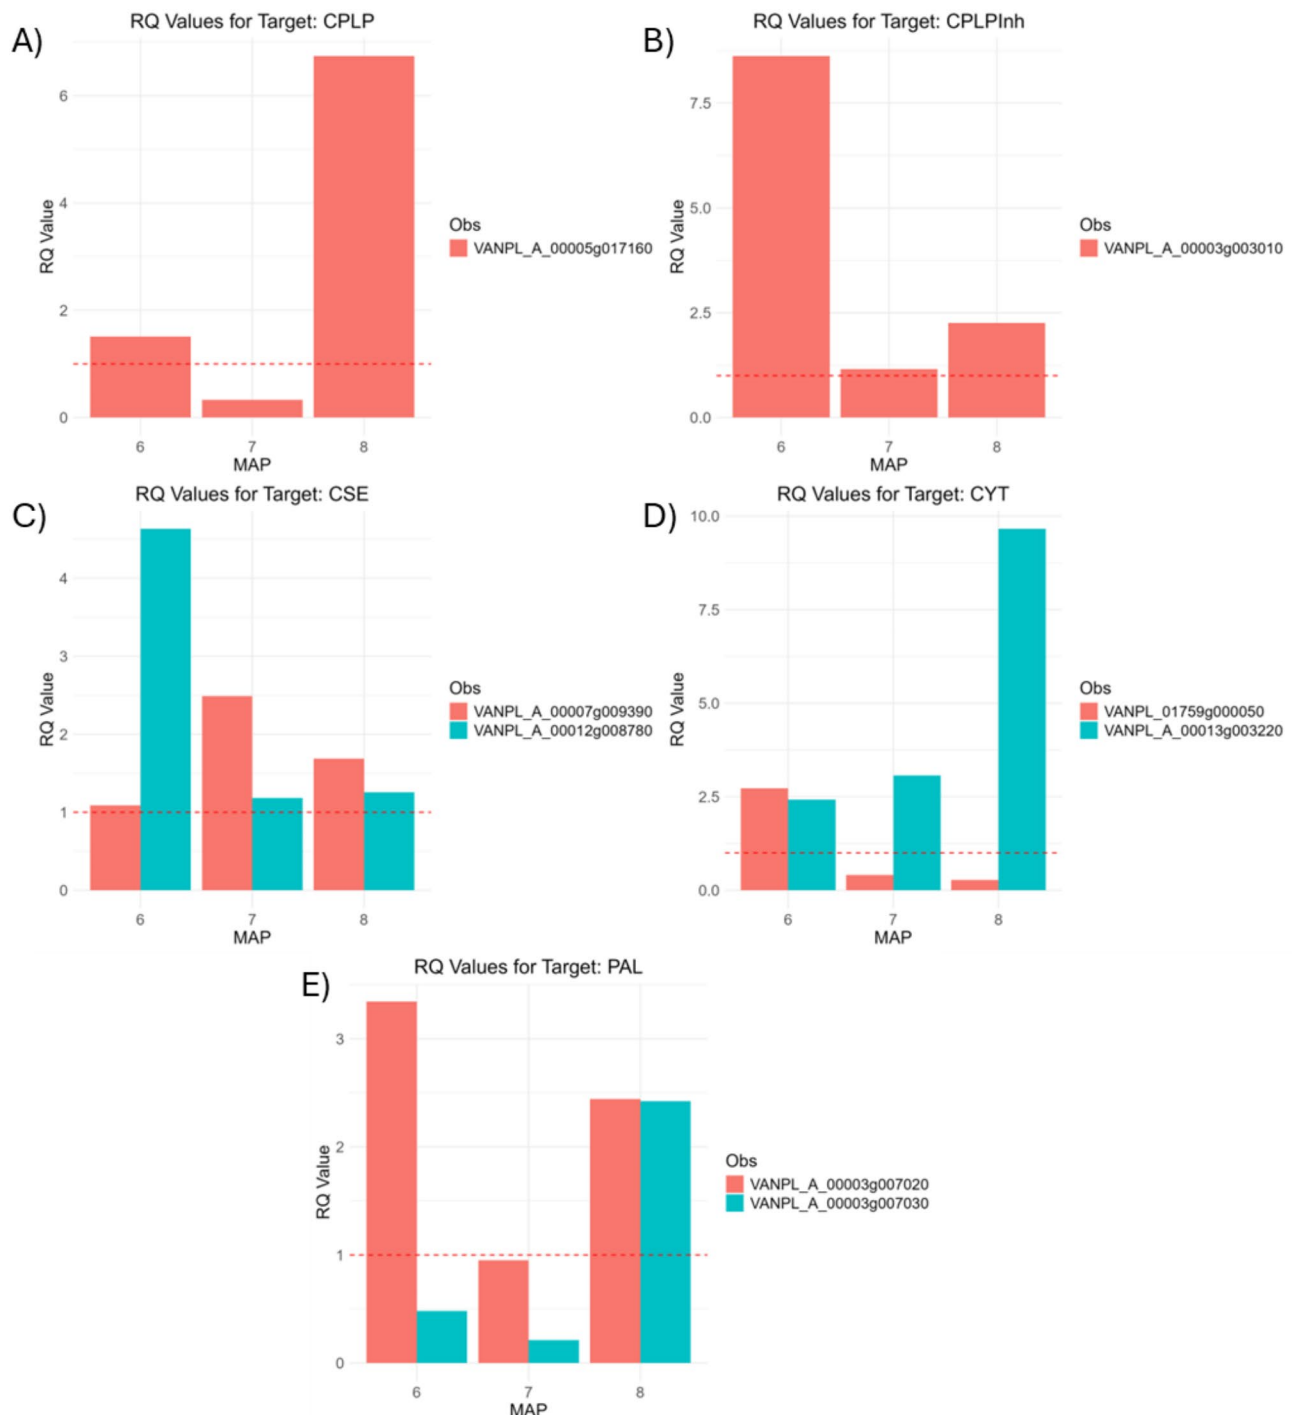 A)
RQ Values for Target: CPLP
RQ Value
6
4
2
0
6 7 8
MAP
Obs
VANPL_A_00005g017160
B)
RQ Values for Target: CPLPInh
RQ Value
7.5
5.0
2.5
0.0
6 7 8
MAP
Obs
VANPL_A_00003g003010
C)
RQ Values for Target: CSE
RQ Value
4
3
2
1
0
6 7 8
MAP
Obs
VANPL_A_00007g009390
VANPL_A_00012g008780
D)
RQ Values for Target: CYT
RQ Value
10.0
7.5
5.0
2.5
0.0
6 7 8
MAP
Obs
VANPL_01759g000050
VANPL_A_00013g003220
E)
RQ Values for Target: PAL
RQ Value
3
2
1
0
6 7 8
MAP
Obs
VANPL_A_00003g007020
VANPL_A_00003g007030